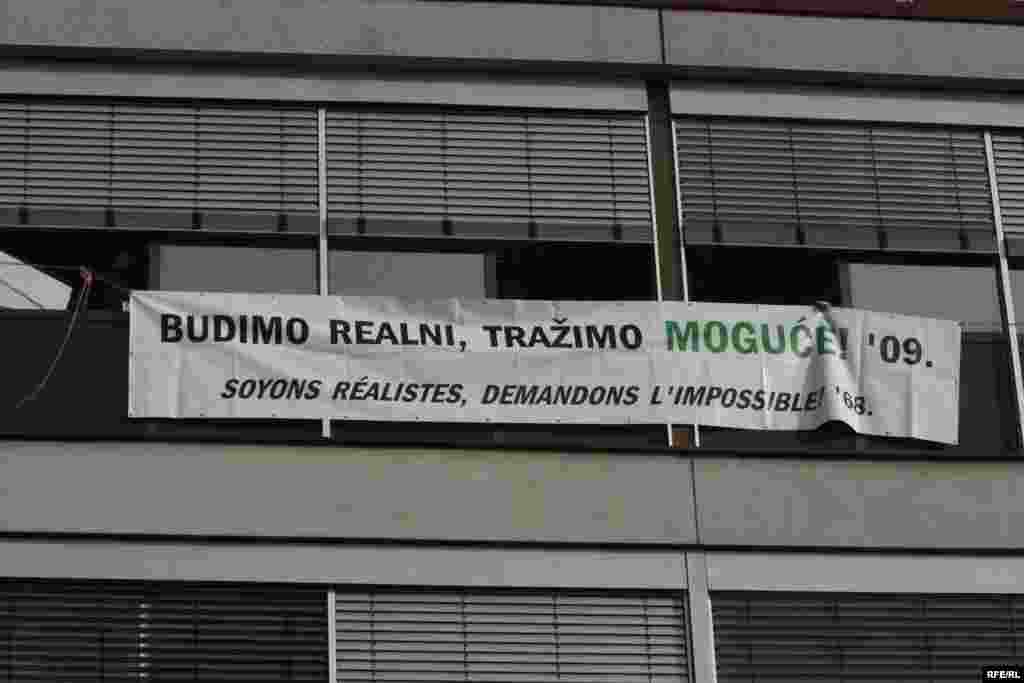 BUDIMO REALNI, TRAŽIMO MOGUĆE! '09.
SOYONS RÉALISTES, DEMANDONS L'IMPOSSIBLE! '68.
RFE/RL